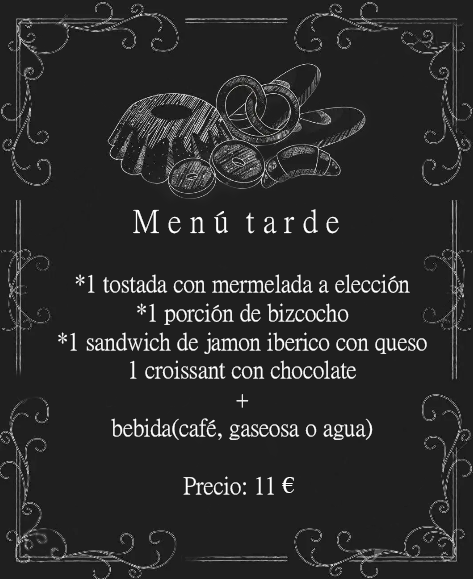 Menú tarde
*1 tostada con mermelada a elección
*1 porción de bizcocho
*1 sandwich de jamon iberico con queso
1 croissant con chocolate
+
bebida(café, gaseosa o agua)
Precio: 11 €